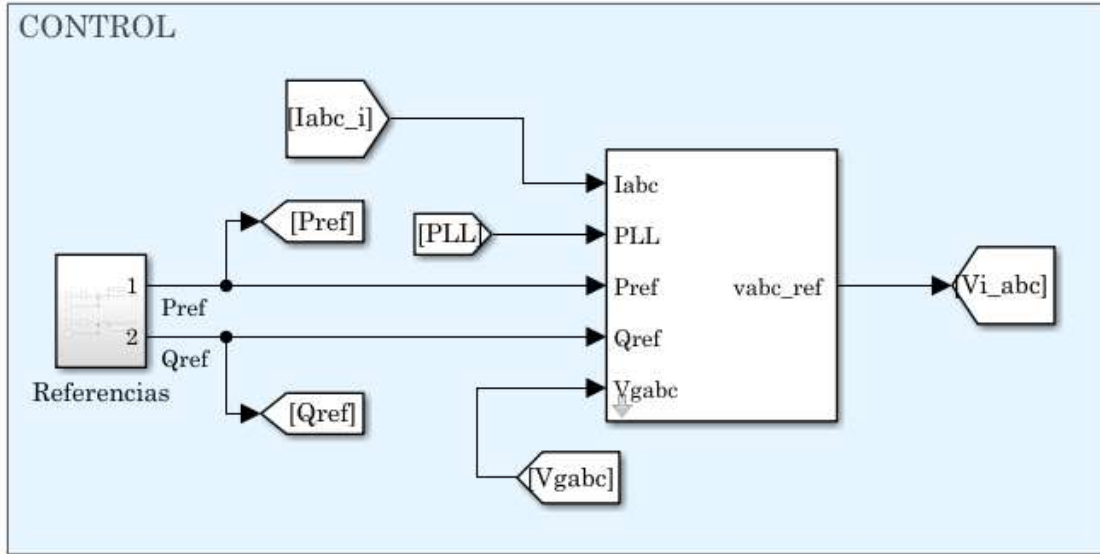 CONTROL
[Iabc_i]
[Pref]
[PLL]
1
Pref
2
Qref
Referencias
[Qref]
Iabc
PLL
Pref
Qref
Vgabc
vabc_ref
[Vi_abc]
[Vgabc]